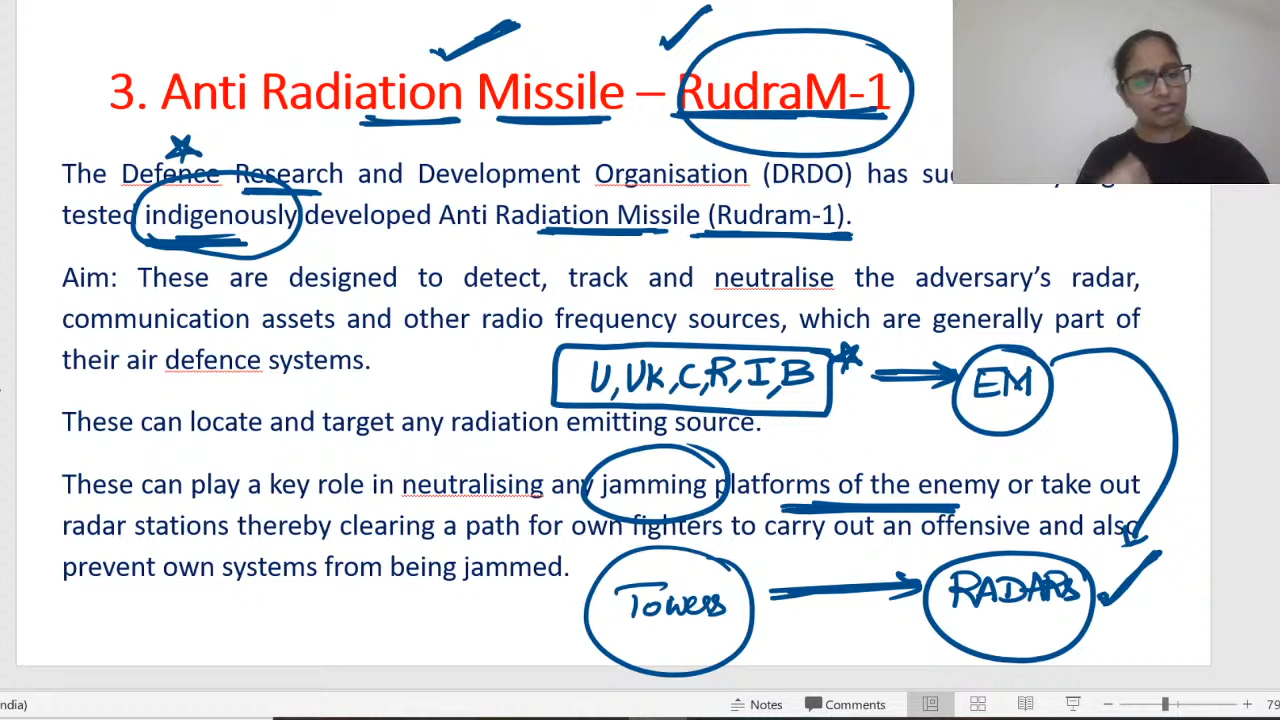 3. Anti Radiation Missile – RudraM-1
The Defence Research and Development Organisation (DRDO) has
tested indigenously developed Anti Radiation Missile (Rudram-1).
Aim: These are designed to detect, track and neutralise the adversary's radar,
communication assets and other radio frequency sources, which are generally part of
their air defence systems.
U, UK, C, R, I, B
EM
These can locate and target any radiation emitting source.
These can play a key role in neutralising any jamming platforms of the enemy or take out
radar stations thereby clearing a path for own fighters to carry out an offensive and also
prevent own systems from being jammed.
Towers
RADARs
ndia)
Notes
Comments
79